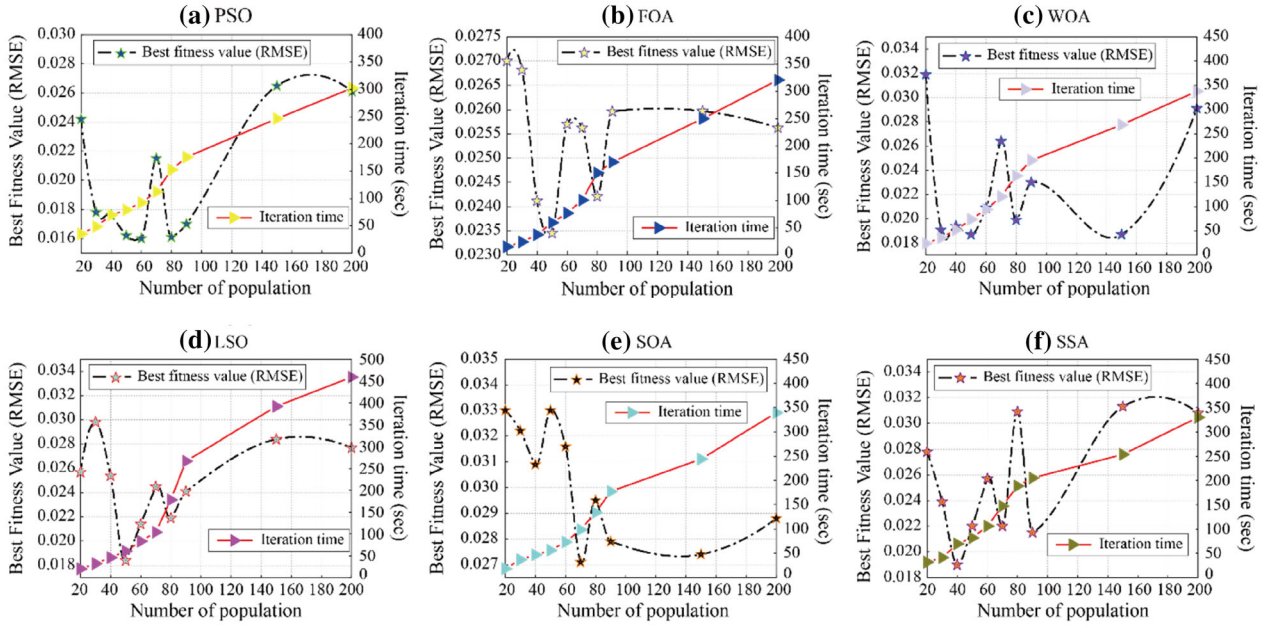 (a) PSO
Best Fitness Value (RMSE)
0.030
0.028
0.026
0.024
0.022
0.020
0.018
0.016
Best fitness value (RMSE)
Iteration time
400
350
300
250
200
150
100
50
0
Iteration time (sec)
20 40 60 80 100 120 140 160 180 200
Number of population
(b) FOA
Best Fitness Value (RMSE)
0.0275
0.0270
0.0265
0.0260
0.0255
0.0250
0.0245
0.0240
0.0235
0.0230
Best fitness value (RMSE)
Iteration time
400
350
300
250
200
150
100
50
0
Iteration time (sec)
20 40 60 80 100 120 140 160 180 200
Number of population
(c) WOA
Best Fitness Value (RMSE)
0.034
0.032
0.030
0.028
0.026
0.024
0.022
0.020
0.018
Best fitness value (RMSE)
Iteration time
450
400
350
300
250
200
150
100
50
0
Iteration time (sec)
20 40 60 80 100 120 140 160 180 200
Number of population
(d) LSO
Best Fitness Value (RMSE)
0.034
0.032
0.030
0.028
0.026
0.024
0.022
0.020
0.018
Best fitness value (RMSE)
Iteration time
500
450
400
350
300
250
200
150
100
50
0
Iteration time (sec)
20 40 60 80 100 120 140 160 180 200
Number of population
(e) SOA
Best Fitness Value (RMSE)
0.035
0.034
0.033
0.032
0.031
0.030
0.029
0.028
0.027
Best fitness value (RMSE)
Iteration time
450
400
350
300
250
200
150
100
50
0
Iteration time (sec)
20 40 60 80 100 120 140 160 180 200
Number of population
(f) SSA
Best Fitness Value (RMSE)
0.034
0.032
0.030
0.028
0.026
0.024
0.022
0.020
0.018
Best fitness value (RMSE)
Iteration time
450
400
350
300
250
200
150
100
50
0
Iteration time (sec)
20 40 60 80 100 120 140 160 180 200
Number of population